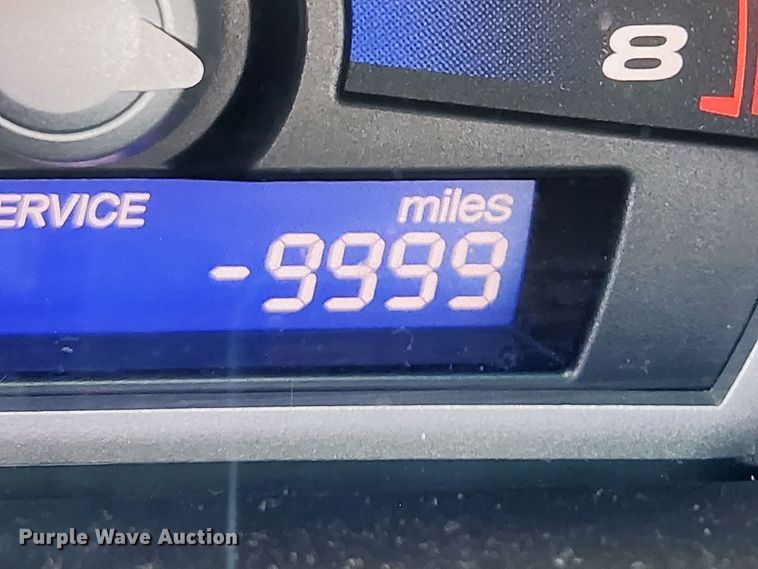 8
ERVICE miles
-9999
Purple Wave Auction